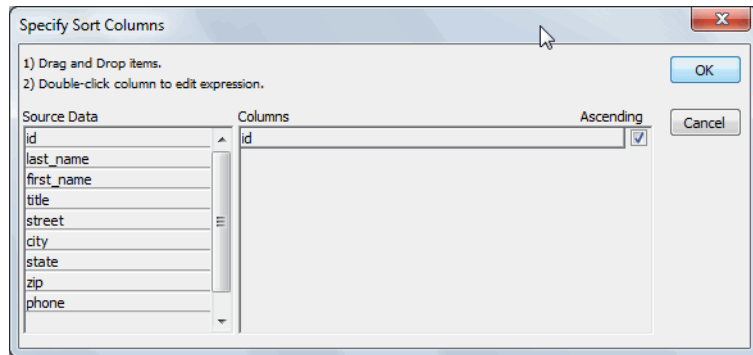 Specify Sort Columns
1) Drag and Drop items.
2) Double-click column to edit expression.
OK
Source Data Columns Ascending
Cancel
id id
last_name
first_name
title
street
city
state
zip
phone